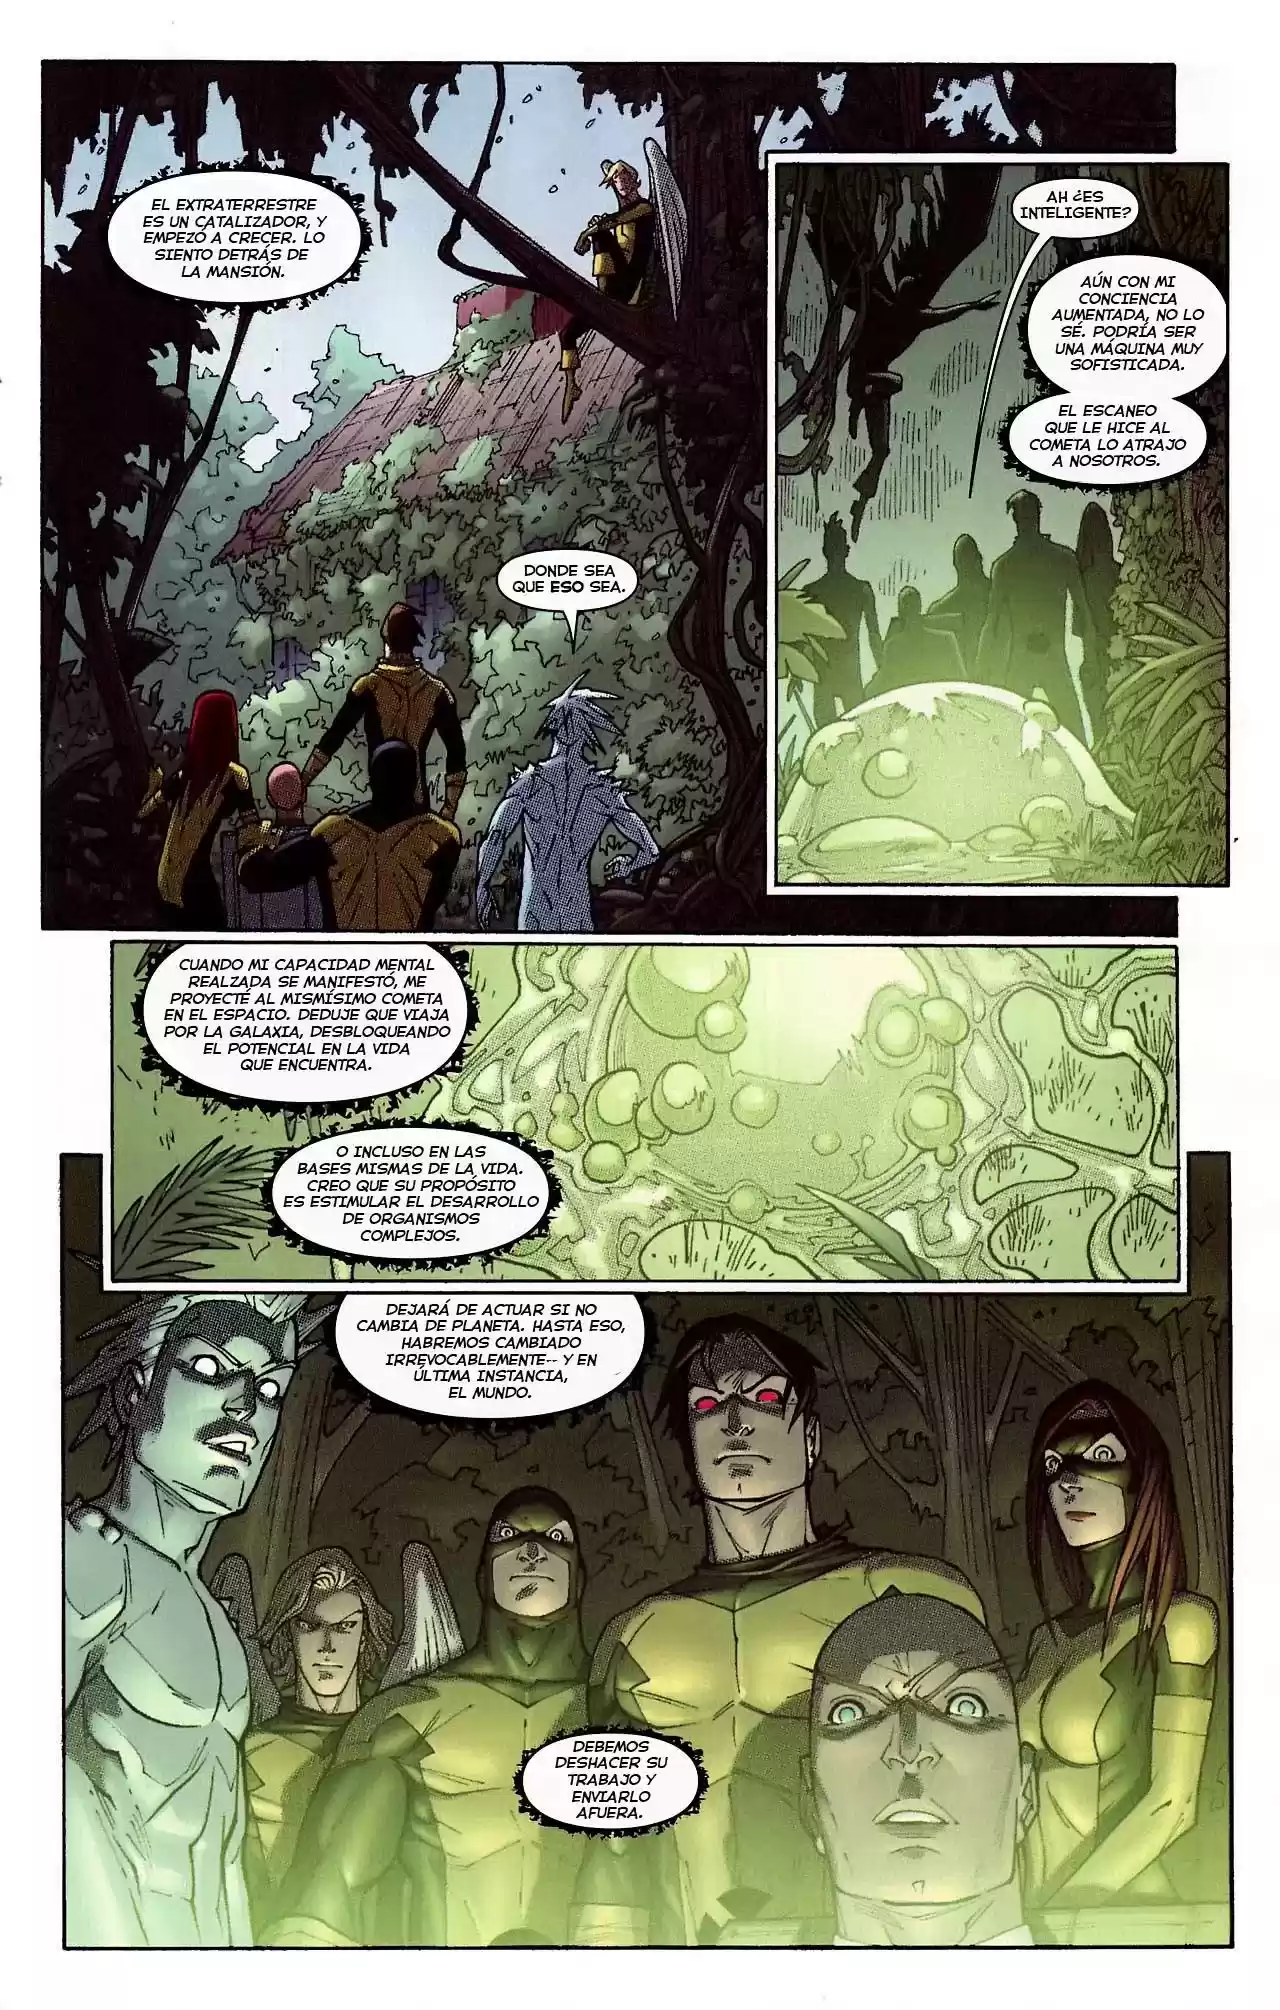 EL EXTRATERRESTRE
ES UN CATALIZADOR, Y
EMPEZÓ A CRECER. LO
SIENTO DETRÁS DE
LA MANSIÓN.
DONDE SEA
QUE ESO SEA.
AH ¿ES
INTELIGENTE?
AÚN CON MI
CONCIENCIA
AUMENTADA, NO LO
SÉ. PODRÍA SER
UNA MÁQUINA MUY
SOFISTICADA.
EL ESCANEO
QUE LE HICE AL
COMETA LO ATRAJO
A NOSOTROS.
CUANDO MI CAPACIDAD MENTAL
REALZADA SE MANIFESTÓ, ME
PROYECTÉ AL MISMÍSIMO COMETA
EN EL ESPACIO. DEDUJE QUE VIAJA
POR LA GALAXIA, DESBLOQUEANDO
EL POTENCIAL EN LA VIDA
QUE ENCUENTRA.
O INCLUSO EN LAS
BASES MISMAS DE LA VIDA.
CREO QUE SU PROPÓSITO
ES ESTIMULAR EL DESARROLLO
DE ORGANISMOS
COMPLEJOS.
DEJARÁ DE ACTUAR SI NO
CAMBIA DE PLANETA. HASTA ESO,
HABREMOS CAMBIADO
IRREVOCABLEMENTE-- Y EN
ÚLTIMA INSTANCIA,
EL MUNDO.
DEBEMOS
DESHACER SU
TRABAJO Y
ENVIARLO
AFUERA.